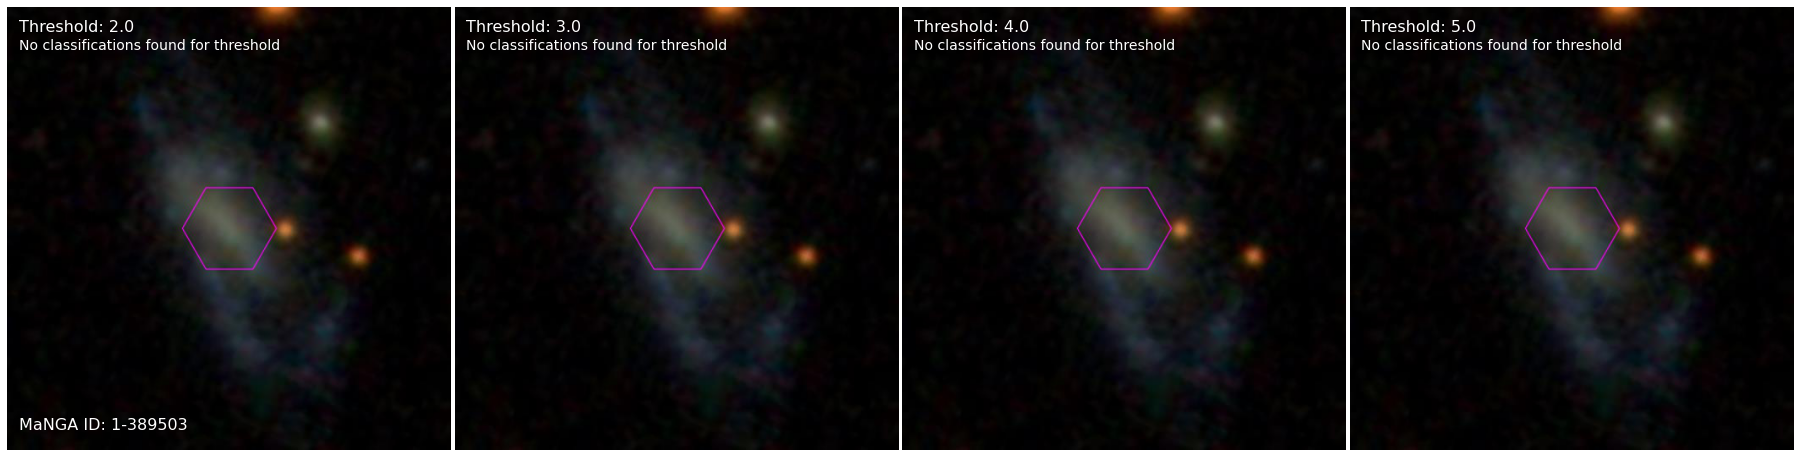 Threshold: 2.0
No classifications found for threshold
MaNGA ID: 1-389503
Threshold: 3.0
No classifications found for threshold
Threshold: 4.0
No classifications found for threshold
Threshold: 5.0
No classifications found for threshold